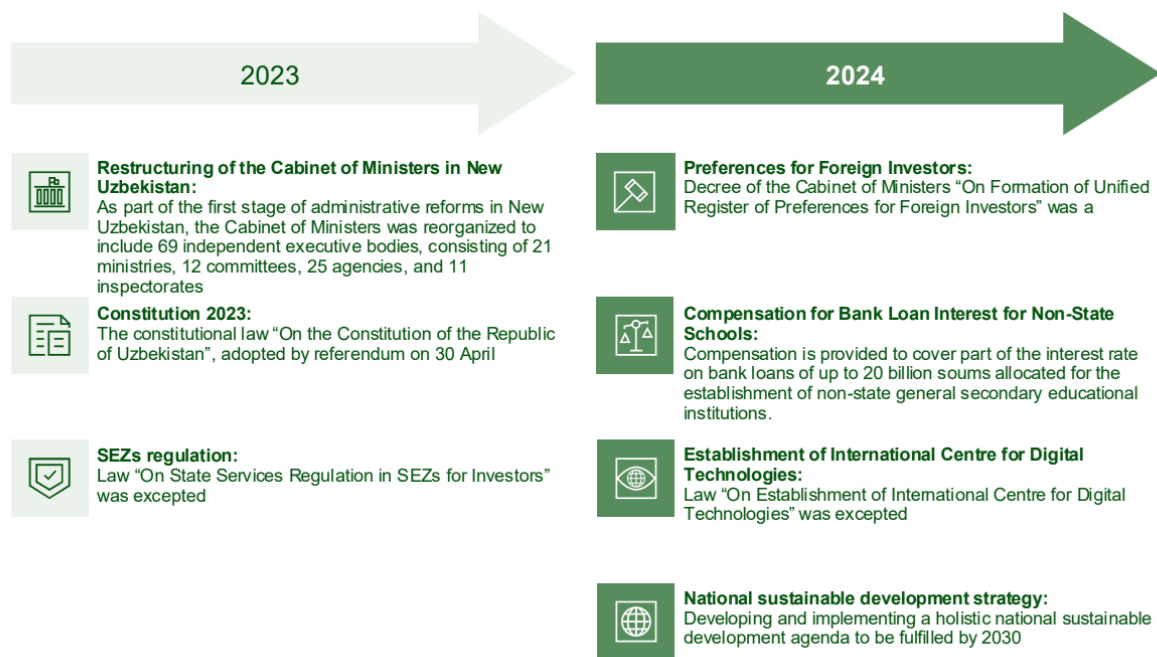 2023
Restructuring of the Cabinet of Ministers in New
Uzbekistan:
As part of the first stage of administrative reforms in New
Uzbekistan, the Cabinet of Ministers was reorganized to
include 69 independent executive bodies, consisting of 21
ministries, 12 committees, 25 agencies, and 11
inspectorates
Constitution 2023:
The constitutional law “On the Constitution of the Republic
of Uzbekistan”, adopted by referendum on 30 April
SEZs regulation:
Law “On State Services Regulation in SEZs for Investors”
was excepted
2024
Preferences for Foreign Investors:
Decree of the Cabinet of Ministers “On Formation of Unified
Register of Preferences for Foreign Investors” was a
Compensation for Bank Loan Interest for Non-State
Schools:
Compensation is provided to cover part of the interest rate
on bank loans of up to 20 billion soums allocated for the
establishment of non-state general secondary educational
institutions.
Establishment of International Centre for Digital
Technologies:
Law “On Establishment of International Centre for Digital
Technologies” was excepted
National sustainable development strategy:
Developing and implementing a holistic national sustainable
development agenda to be fulfilled by 2030